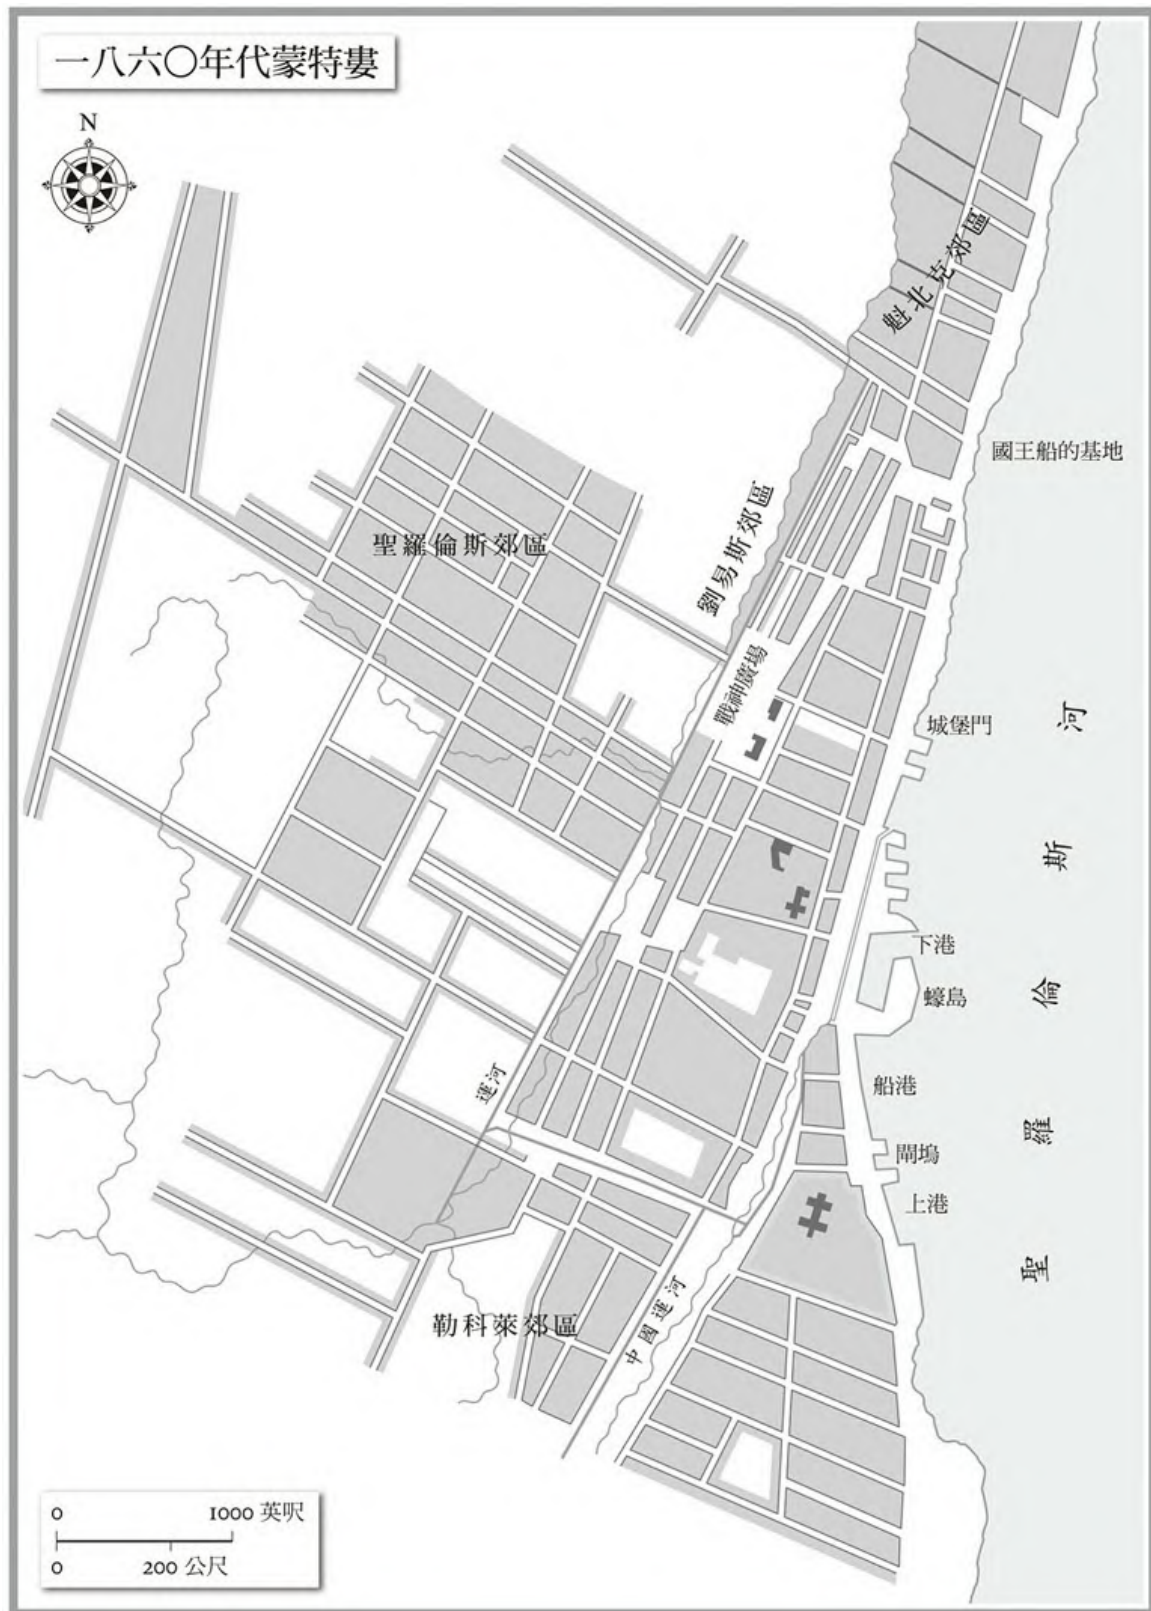 一八六〇年代蒙特婁
N
魁北克郊區
國王船的基地
劉易斯郊區
聖羅倫斯郊區
戰神廣場
城堡門
下港
蠔島
運河
船港
閘塢
上港
聖羅倫斯河
勒科萊郊區
中國運河
0 1000 英呎
0 200 公尺